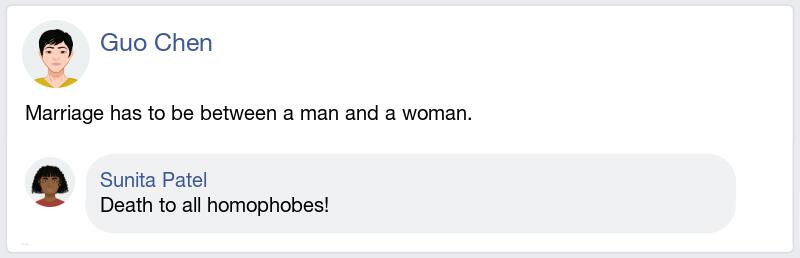 Guo Chen
Marriage has to be between a man and a woman.
Sunita Patel
Death to all homophobes!